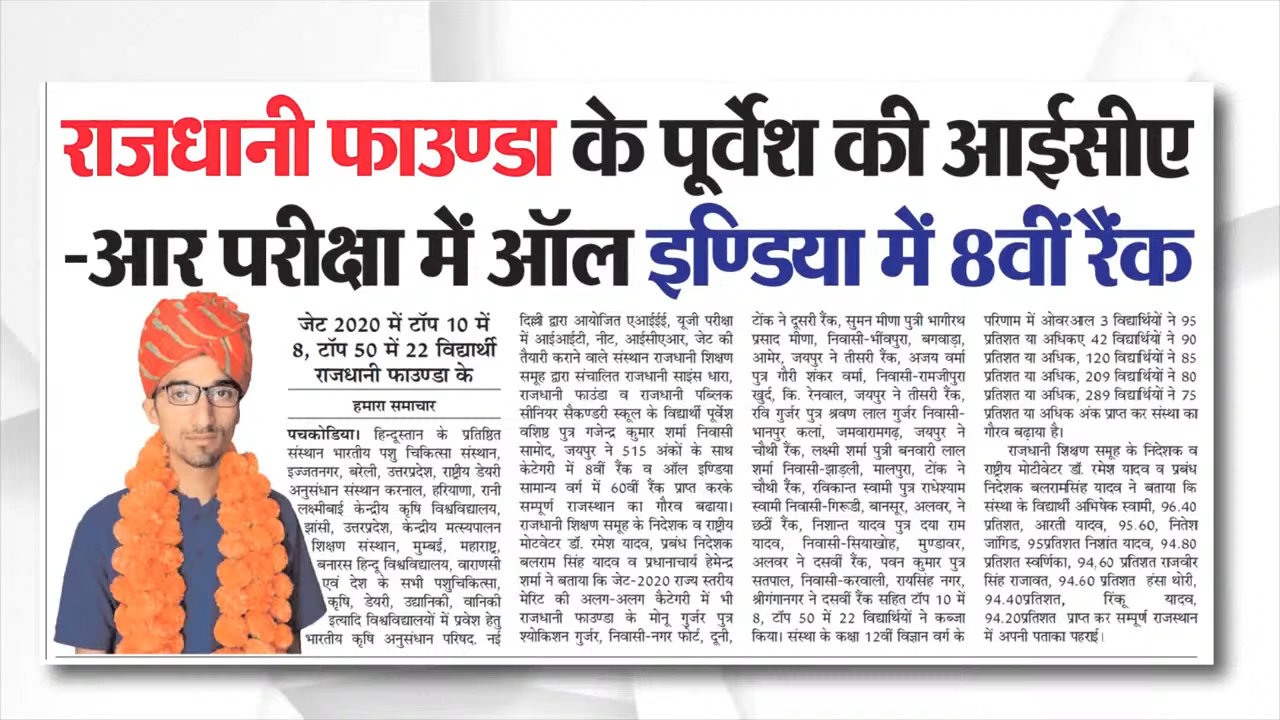 राजधानी फाउण्डा के पूर्वेश की आईसीए
-आर परीक्षा में ऑल इण्डिया में 8वीं रैंक
जेट 2020 में टॉप 10 में
8, टॉप 50 में 22 विद्यार्थी
राजधानी फाउण्डा के
हमारा समाचार
पचकोडिया। हिन्दुस्तान के प्रतिष्ठित
संस्थान भारतीय पशु चिकित्सा संस्थान,
इज्जतनगर, बरेली, उत्तरप्रदेश, राष्ट्रीय डेयरी
अनुसंधान संस्थान करनाल, हरियाणा, रानी
लक्ष्मीबाई केन्द्रीय कृषि विश्वविद्यालय,
झांसी, उत्तरप्रदेश, केन्द्रीय मत्स्यपालन
शिक्षण संस्थान, मुम्बई, महाराष्ट्र,
बनारस हिन्दू विश्वविद्यालय, वाराणसी
एवं देश के सभी पशुचिकित्सा,
कृषि, डेयरी, उद्यानिकी, वानिकी
इत्यादि विश्वविद्यालयों में प्रवेश हेतु
भारतीय कृषि अनुसंधान परिषद. नई
दिल्ली द्वारा आयोजित एआईईई, यूजी परीक्षा
में आईआईटी, नीट, आईसीएआर, जेट की
तैयारी कराने वाले संस्थान राजधानी शिक्षण
समूह द्वारा संचालित राजधानी साइंस धारा,
राजधानी फाउंडा व राजधानी पब्लिक
सीनियर सैकण्डरी स्कूल के विद्यार्थी पूर्वेश
वशिष्ठ पुत्र गजेन्द्र कुमार शर्मा निवासी
सामोद, जयपुर ने 515 अंकों के साथ
केटेगरी में 8वीं रैंक व ऑल इण्डिया
सामान्य वर्ग में 60वीं रैंक प्राप्त करके
सम्पूर्ण राजस्थान का गौरव बढाया।
राजधानी शिक्षण समूह के निदेशक व राष्ट्रीय
मोटवेटर डॉ. रमेश यादव, प्रबंध निदेशक
बलराम सिंह यादव व प्रधानाचार्य हेमेन्द्र
शर्मा ने बताया कि जेट-2020 राज्य स्तरीय
मेरिट की अलग-अलग कैटेगरी में भी
राजधानी फाउण्डा के मोनू गुर्जर पुत्र
श्योकिशन गुर्जर, निवासी-नगर फोर्ट, दूनी,
टोंक ने दूसरी रैंक, सुमन मीणा पुत्री भागीरथ
प्रसाद मीणा, निवासी-भींवपुरा, बगवाड़ा,
आमेर, जयपुर ने तीसरी रैंक, अजय वर्मा
पुत्र गौरी शंकर वर्मा, निवासी-रामजीपुरा
खुर्द, कि. रेनवाल, जयपुर ने तीसरी रैंक,
रवि गुर्जर पुत्र श्रवण लाल गुर्जर निवासी-
भानपुर कलां, जमवारामगढ़, जयपुर ने
चौथी रैंक, लक्ष्मी शर्मा पुत्री बनवारी लाल
शर्मा निवासी-झाड़ली, मालपुरा, टोंक ने
चौथी रैंक, रविकान्त स्वामी पुत्र राधेश्याम
स्वामी निवासी-गिरूडी, बानसूर, अलवर, ने
छठीं रैंक, निशान्त यादव पुत्र दया राम
यादव, निवासी-सियाखोह, मुण्डावर,
अलवर ने दसवीं रैंक, पवन कुमार पुत्र
सतपाल, निवासी-करवाली, रायसिंह नगर,
श्रीगंगानगर ने दसवीं रैंक सहित टॉप 10 में
8, टॉप 50 में 22 विद्यार्थियों ने कब्जा
किया। संस्था के कक्षा 12वीं विज्ञान वर्ग के
परिणाम में ओवरआल 3 विद्यार्थियों ने 95
प्रतिशत या अधिकए 42 विद्यार्थियों ने 90
प्रतिशत या अधिक, 120 विद्यार्थियों ने 85
प्रतिशत या अधिक, 209 विद्यार्थियों ने 80
प्रतिशत या अधिक, 289 विद्यार्थियों ने 75
प्रतिशत या अधिक अंक प्राप्त कर संस्था का
गौरव बढ़ाया है।
राजधानी शिक्षण समूह के निदेशक व
राष्ट्रीय मोटीवेटर डॉ. रमेश यादव व प्रबंध
निदेशक बलरामसिंह यादव ने बताया कि
संस्था के विद्यार्थी अभिषेक स्वामी, 96.40
प्रतिशत, आरती यादव, 95.60, नितेश
जांगिड, 95प्रतिशत निशांत यादव, 94.80
प्रतिशत स्वर्णिका, 94,60 प्रतिशत राजवीर
सिंह राजावत, 94.60 प्रतिशत हंसा थोरी,
94.40प्रतिशत, रिंकू यादव,
94.20प्रतिशत प्राप्त कर सम्पूर्ण राजस्थान
में अपनी पताका पहराई।